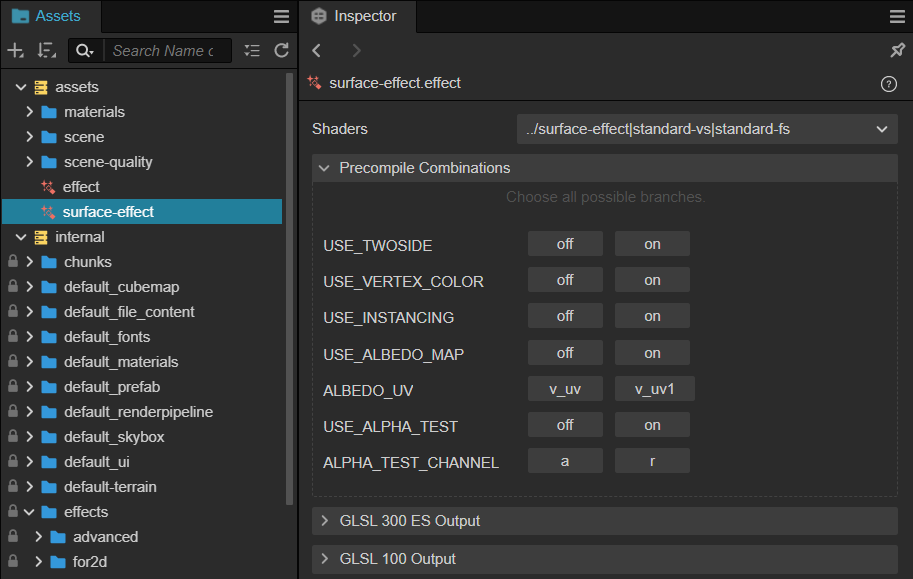 Assets
Search Name c
assets
materials
scene
scene-quality
effect
surface-effect
internal
chunks
default_cubemap
default_file_content
default_fonts
default_materials
default_prefab
default_renderpipeline
default_skybox
default_ui
default-terrain
effects
advanced
for2d
Inspector
surface-effect.effect
Shaders ../surface-effect|standard-vs|standard-fs
Precompile Combinations
Choose all possible branches.
USE_TWOSIDE off on
USE_VERTEX_COLOR off on
USE_INSTANCING off on
USE_ALBEDO_MAP off on
ALBEDO_UV v_uv v_uv1
USE_ALPHA_TEST off on
ALPHA_TEST_CHANNEL a r
GLSL 300 ES Output
GLSL 100 Output